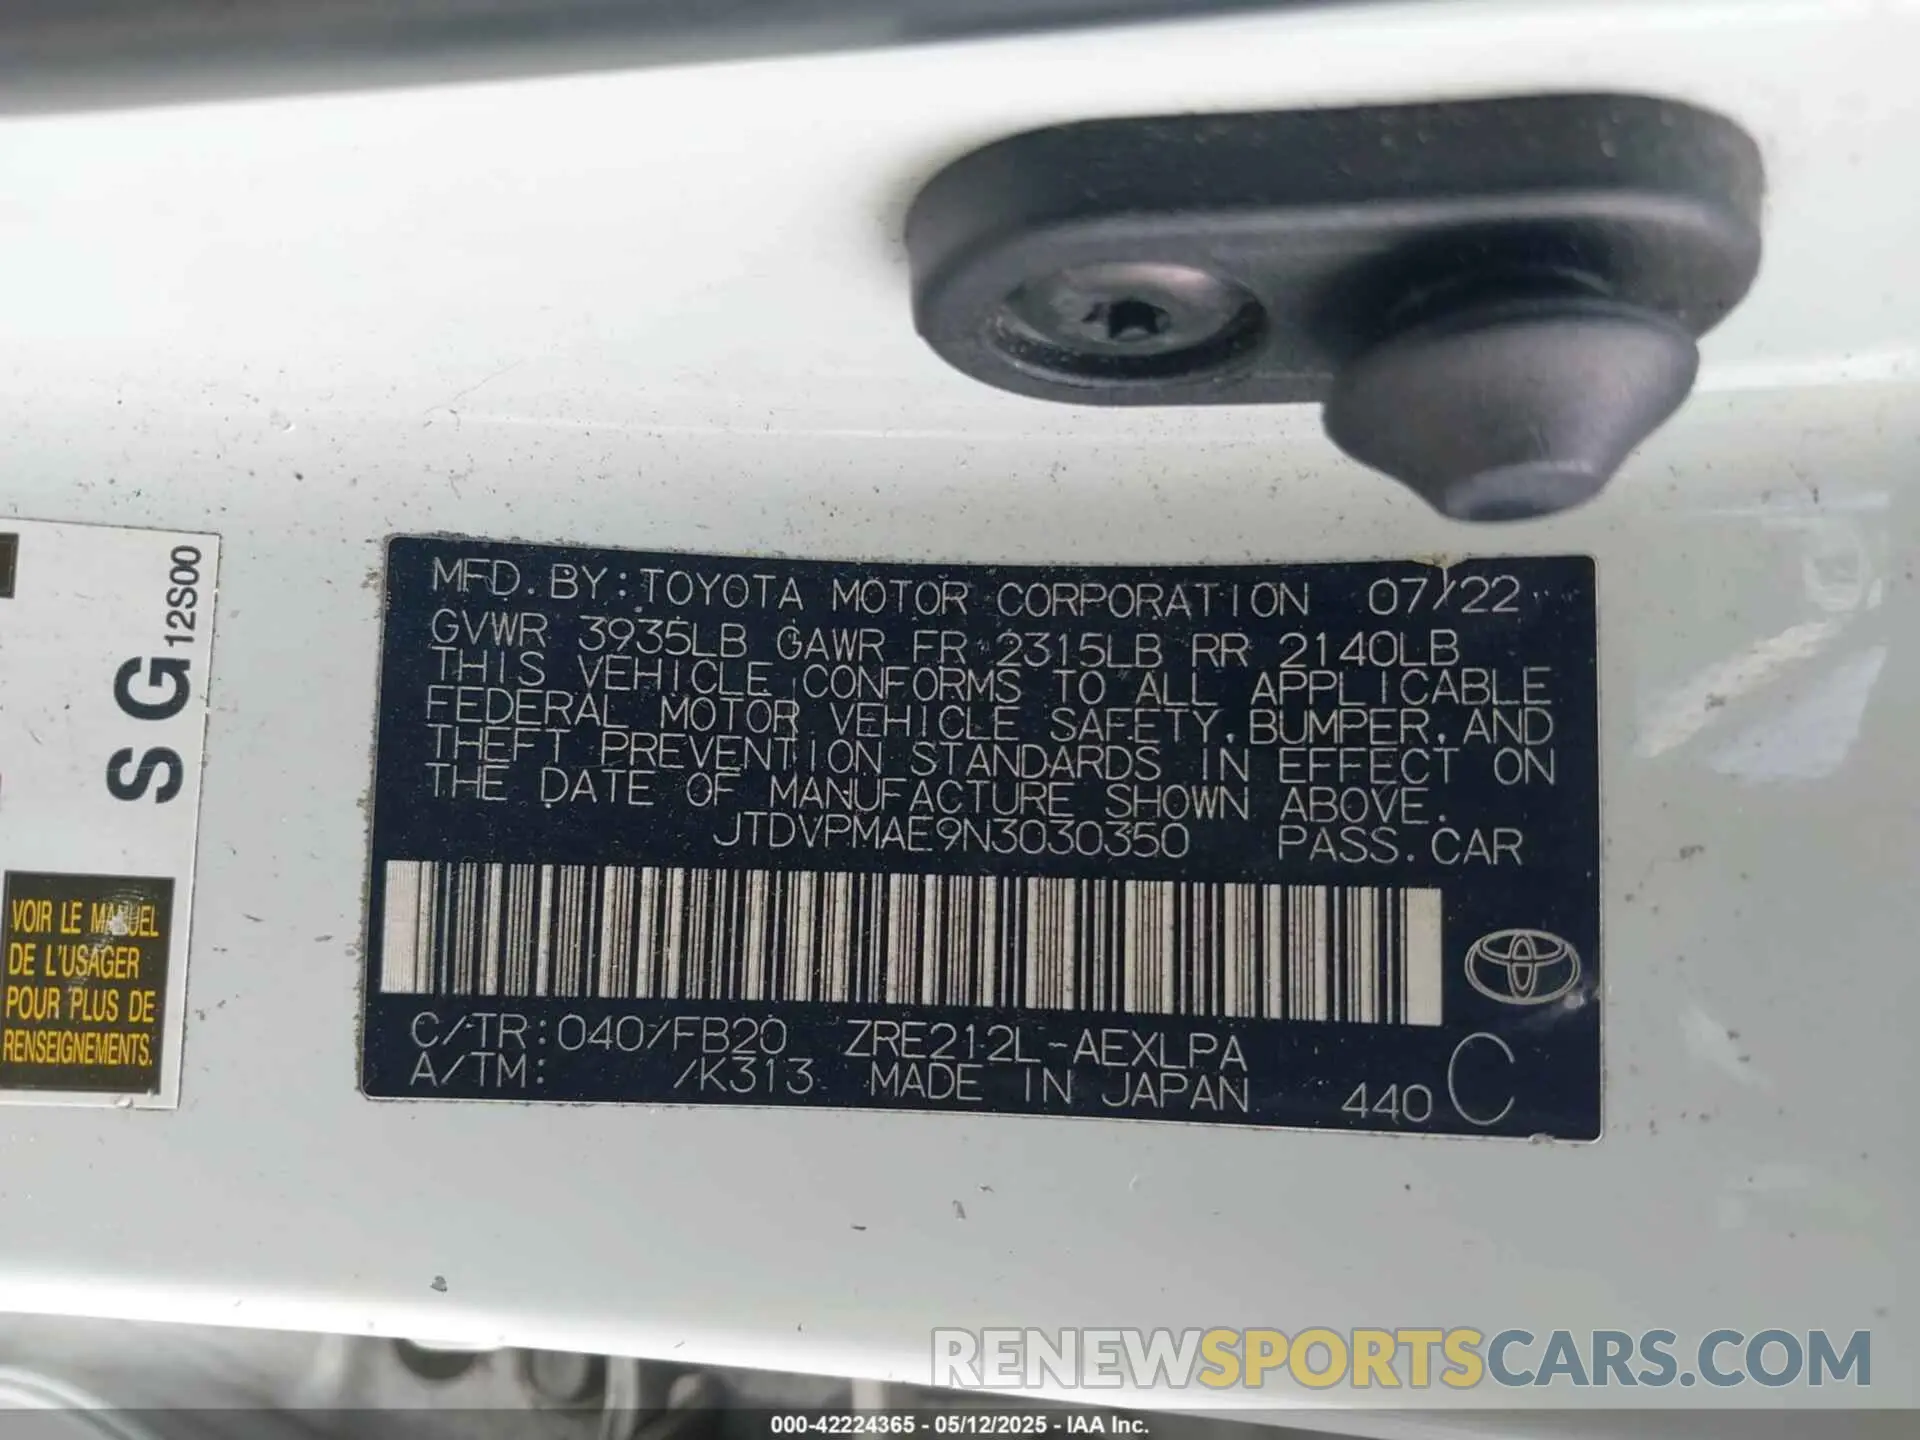 MFD. BY: TOYOTA MOTOR CORPORATION 07/22
GVWR 3935LB GAWR FR 2315LB RR 2140LB
THIS VEHICLE CONFORMS TO ALL APPLICABLE
FEDERAL MOTOR VEHICLE SAFETY, BUMPER, AND
THEFT PREVENTION STANDARDS IN EFFECT ON
THE DATE OF MANUFACTURE SHOWN ABOVE.
JTDVPMAE9N3030350 PASS. CAR
C/TR: 040/FB20 ZRE212L-AEXLPA
A/TM: /K313 MADE IN JAPAN 440 C
S G 12S00
VOIR LE MANUEL
DE L'USAGER
POUR PLUS DE
RENSEIGNEMENTS.
RENEWSPORTSCARS.COM
000-42224365 - 05/12/2025 - IAA Inc.